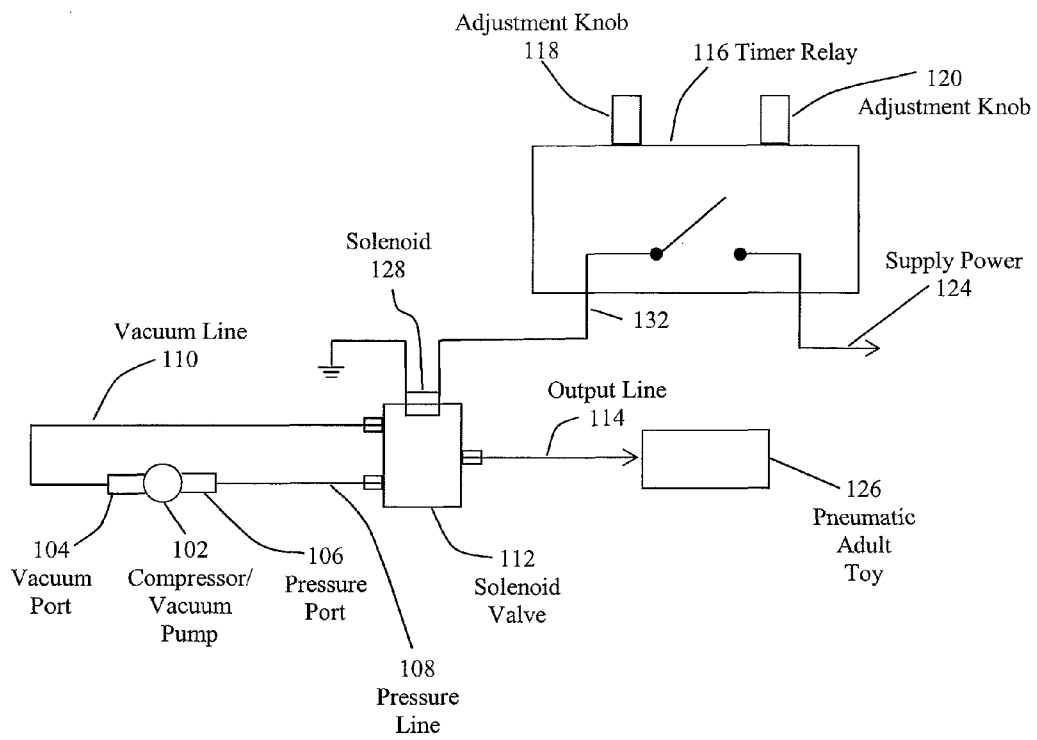 Adjustment Knob
118
116 Timer Relay
120
Adjustment Knob
Solenoid
128
Supply Power
124
132
Vacuum Line
110
Output Line
114
104
Vacuum
Port
102
Compressor/
Vacuum
Pump
106
Pressure
Port
112
Solenoid
Valve
126
Pneumatic
Adult
Toy
108
Pressure
Line